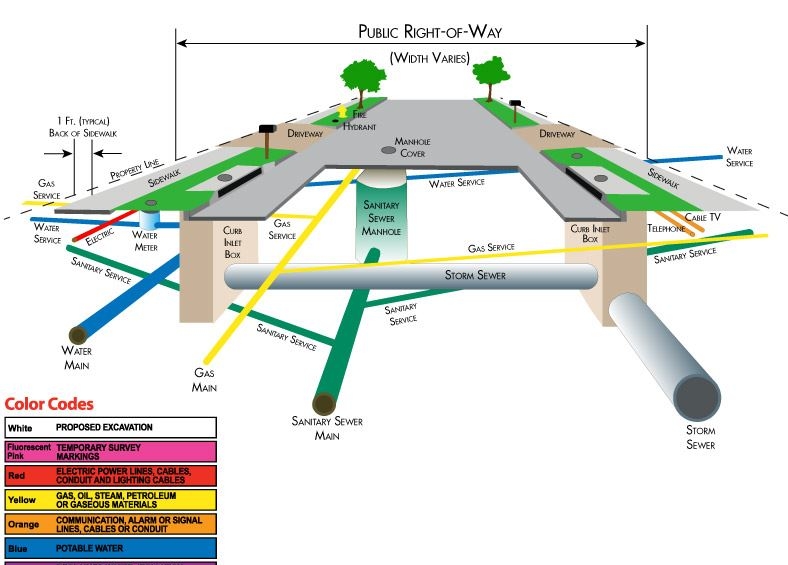 Public Right-of-Way
(Width Varies)
1 Ft. (typical)
Back of Sidewalk
Property Line
Sidewalk
Driveway
Fire
Hydrant
Manhole
Cover
Driveway
Sidewalk
Water
Service
Gas
Service
Water
Service
Electric
Water
Meter
Sanitary Service
Curb
Inlet
Box
Gas
Service
Sanitary
Sewer
Manhole
Water Service
Gas Service
Curb Inlet
Box
Telephone
Cable TV
Sanitary Service
Storm Sewer
Sanitary Service
Sanitary
Service
Water
Main
Gas
Main
Sanitary Sewer
Main
Storm
Sewer
Color Codes
White PROPOSED EXCAVATION
Fluorescent
Pink
TEMPORARY SURVEY
MARKINGS
Red
ELECTRIC POWER LINES, CABLES,
CONDUIT AND LIGHTING CABLES
Yellow
GAS, OIL, STEAM, PETROLEUM
OR GASEOUS MATERIALS
Orange
COMMUNICATION, ALARM OR SIGNAL
LINES, CABLES OR CONDUIT
Blue POTABLE WATER